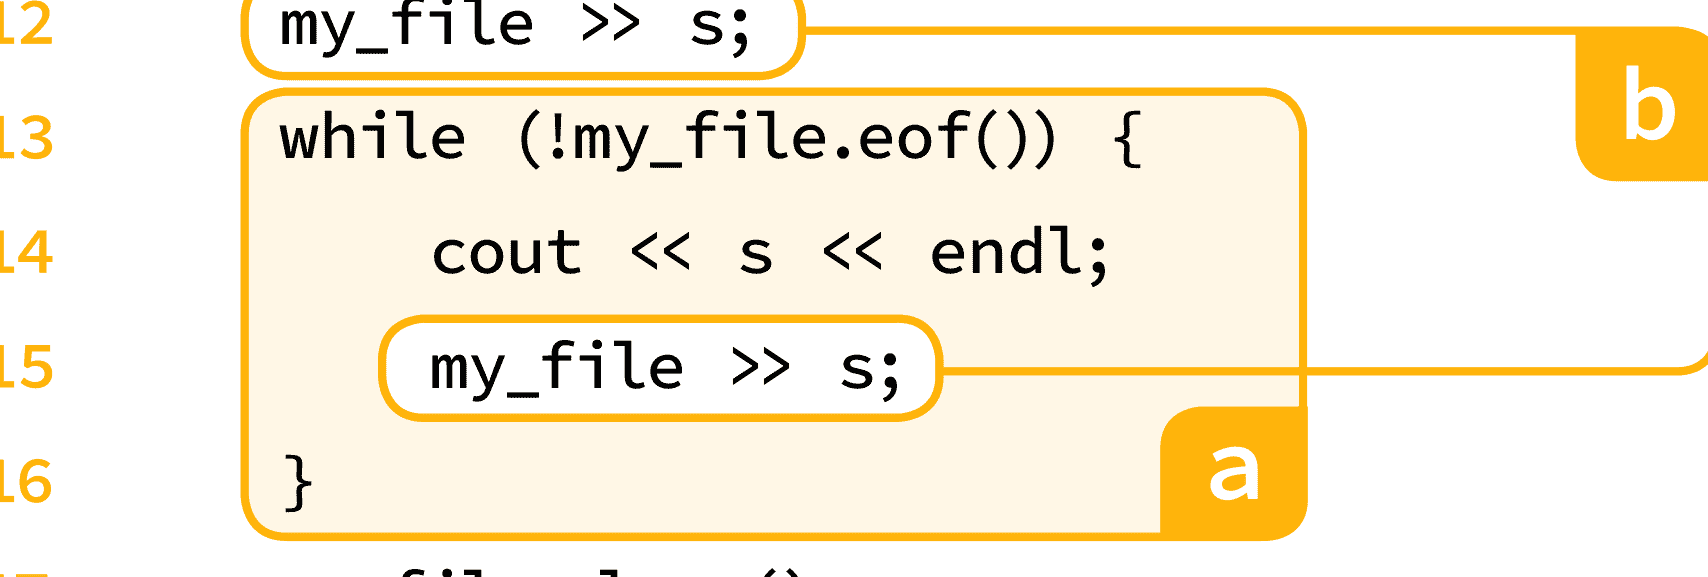 12 my_file >> s;
b
13 while (!my_file.eof()) {
14 cout << s << endl;
15 my_file >> s;
a
16 }